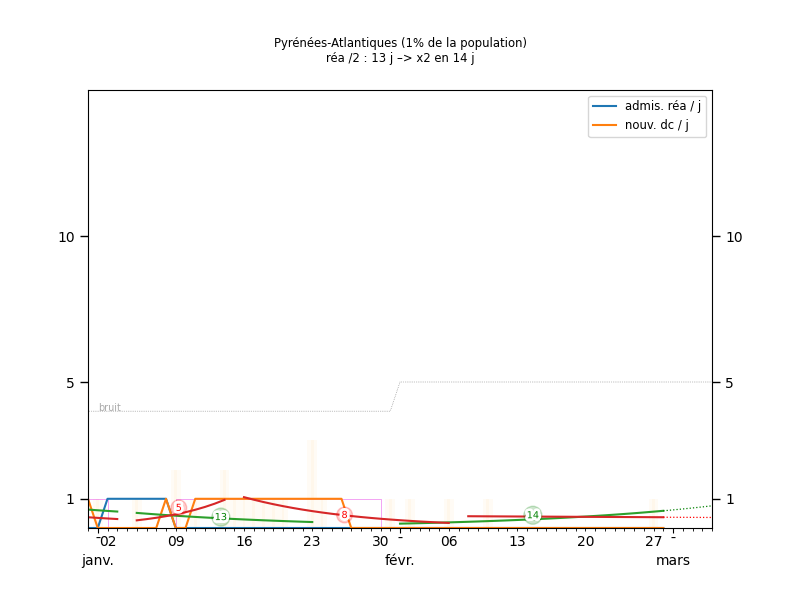 Pyrénées-Atlantiques (1% de la population)
réa /2 : 13 j –> x2 en 14 j
admis. réa / j
nouv. dc / j
10 10
5 5
bruit
1 1
5 13 8 14
02 09 16 23 30 06 13 20 27
janv. févr. mars